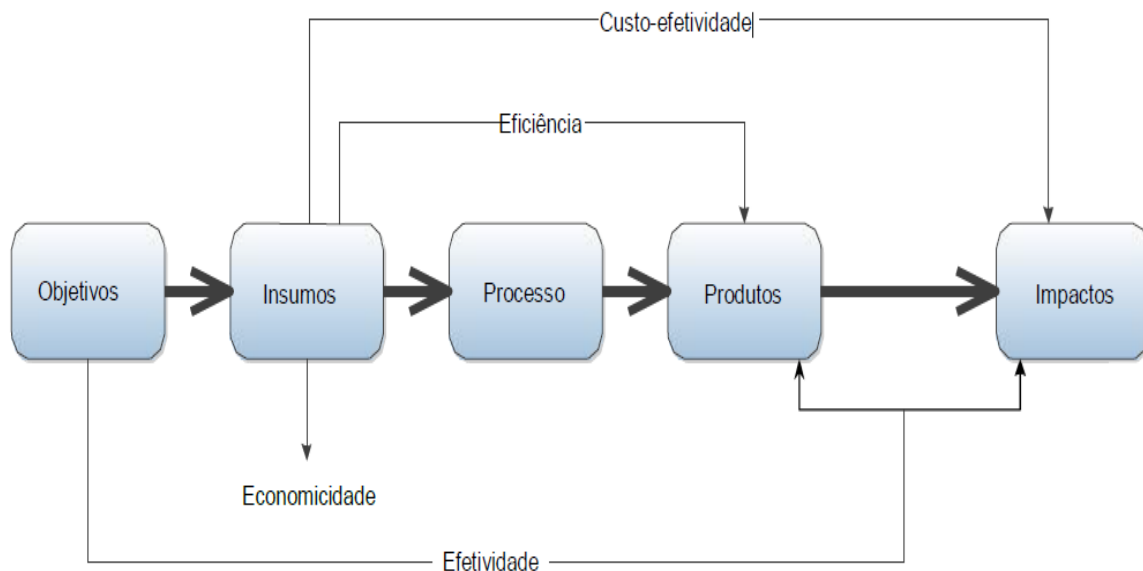 Custo-efetividade
Eficiência
Objetivos
Insumos
Processo
Produtos
Impactos
Economicidade
Efetividade